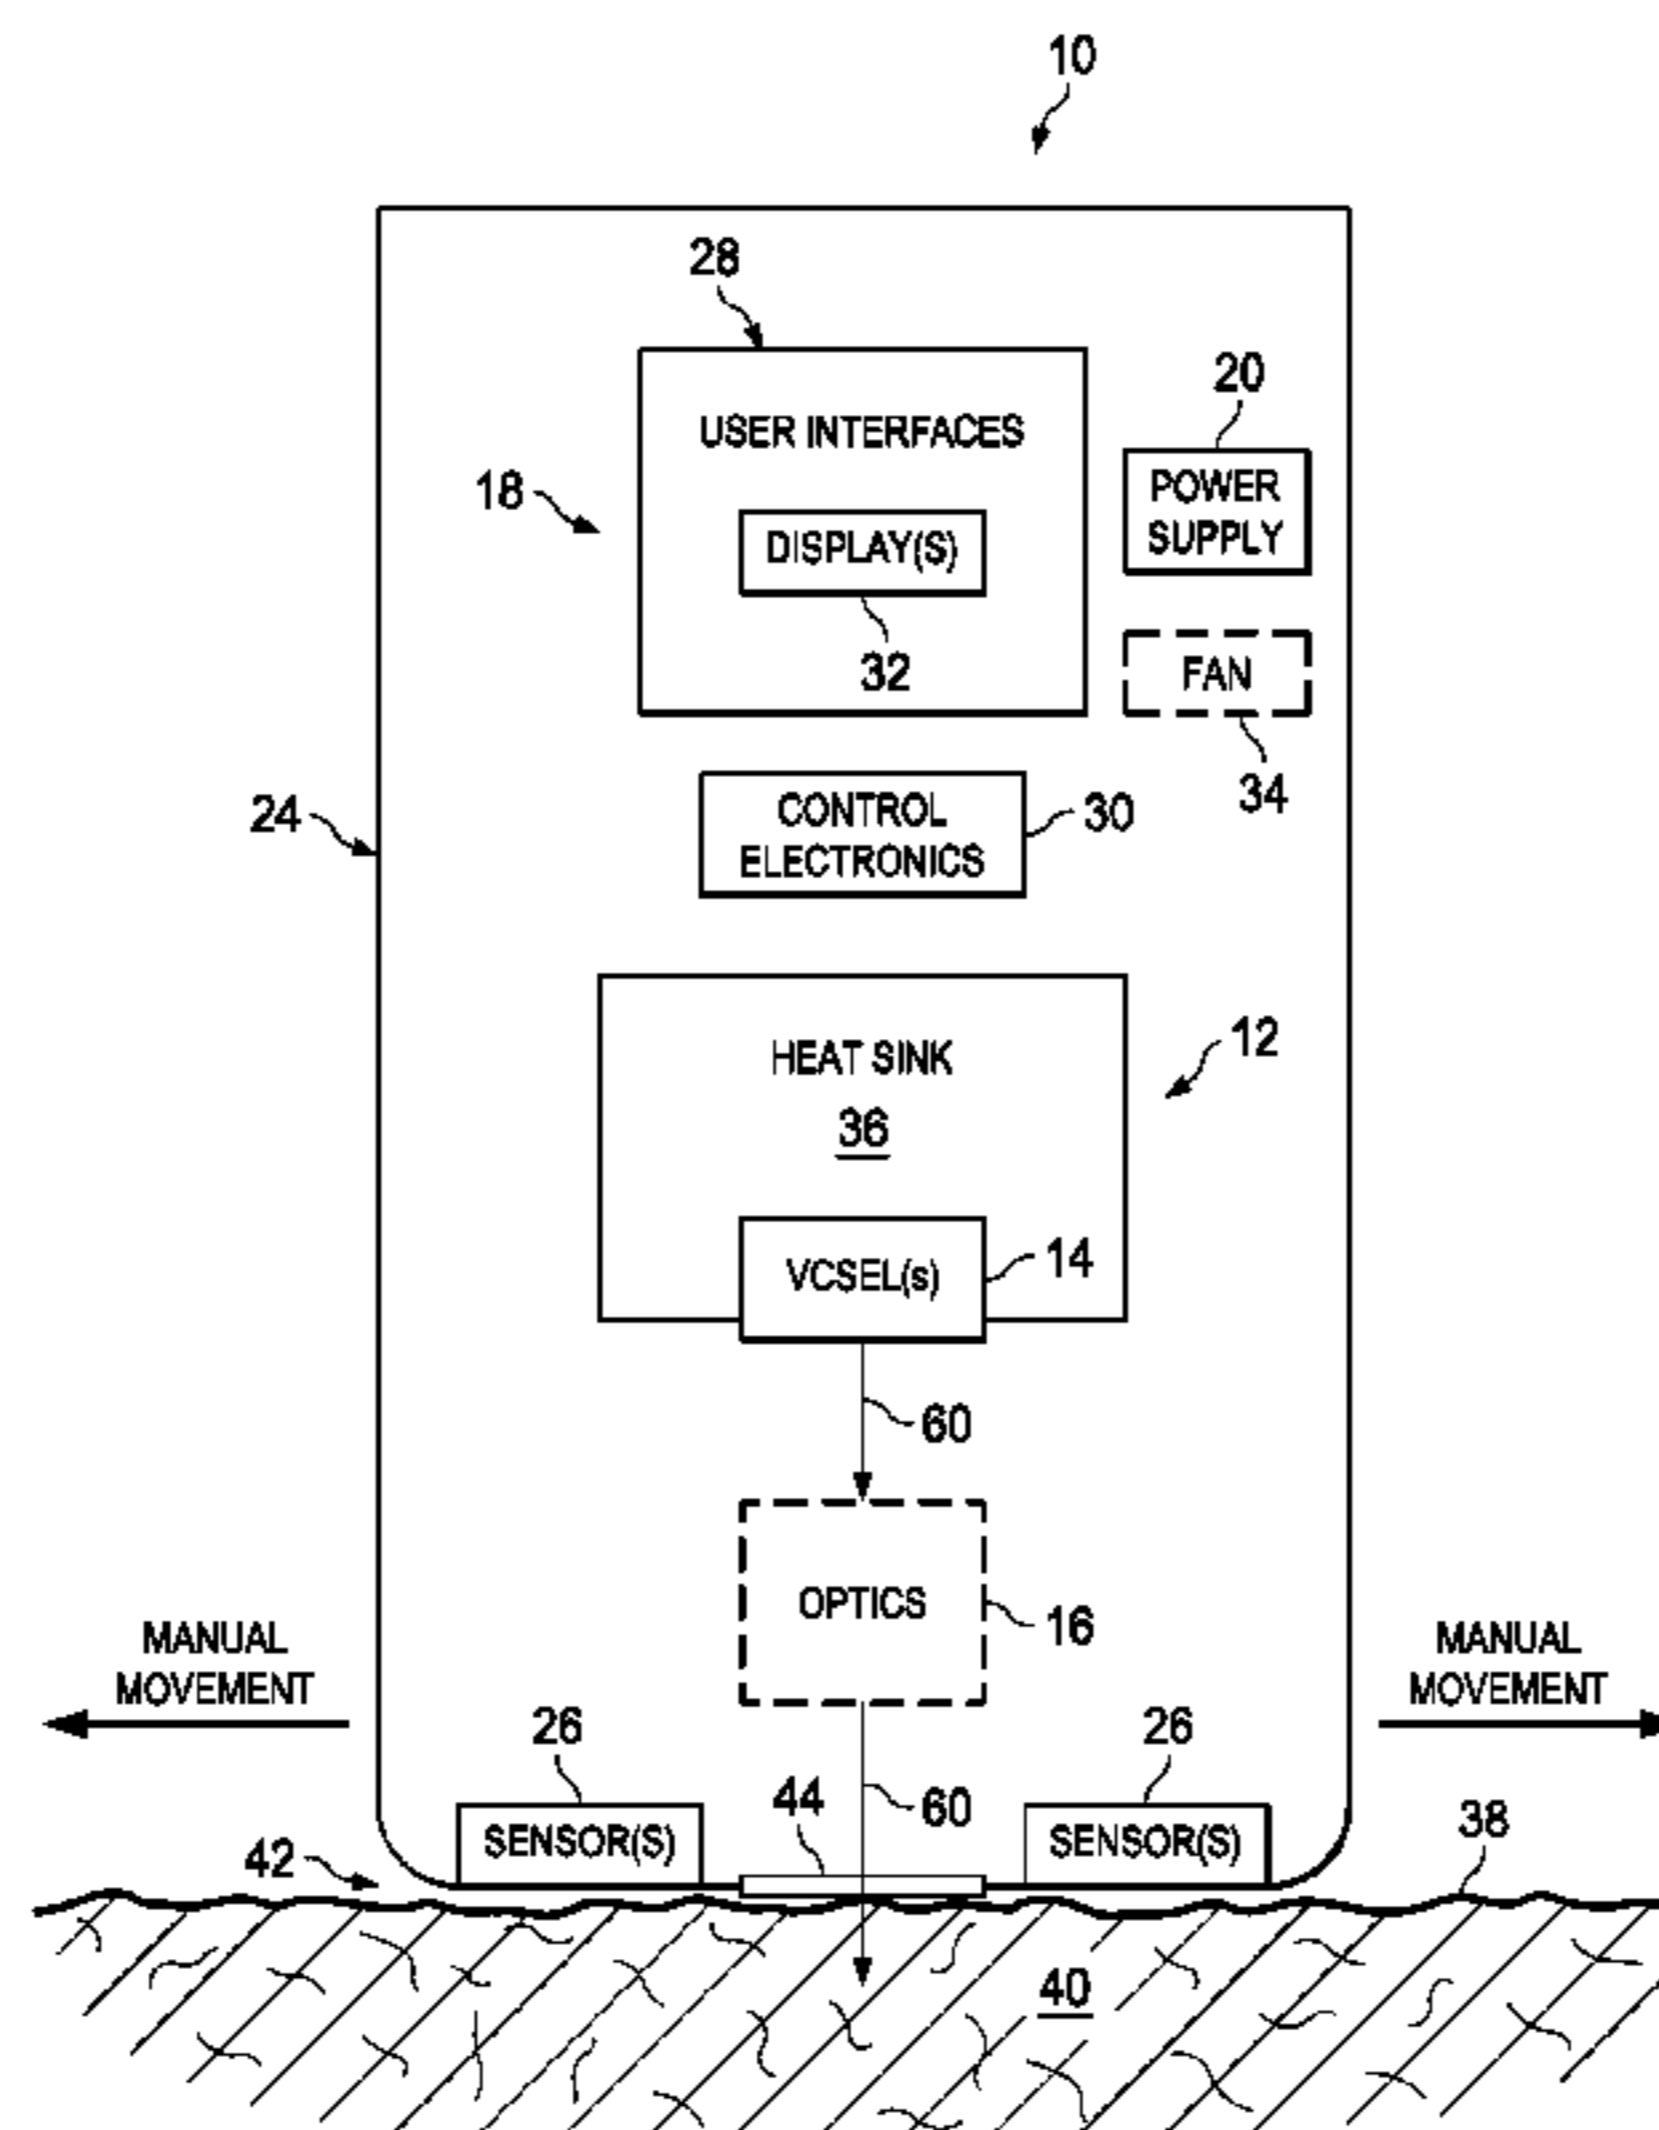 10
28
USER INTERFACES
20
POWER
SUPPLY
18
DISPLAY(S)
32
FAN
34
24
CONTROL
ELECTRONICS
30
HEAT SINK
36
12
VCSEL(s)
14
60
OPTICS
16
MANUAL
MOVEMENT
MANUAL
MOVEMENT
26
26
44
60
SENSOR(S)
SENSOR(S)
42
38
40